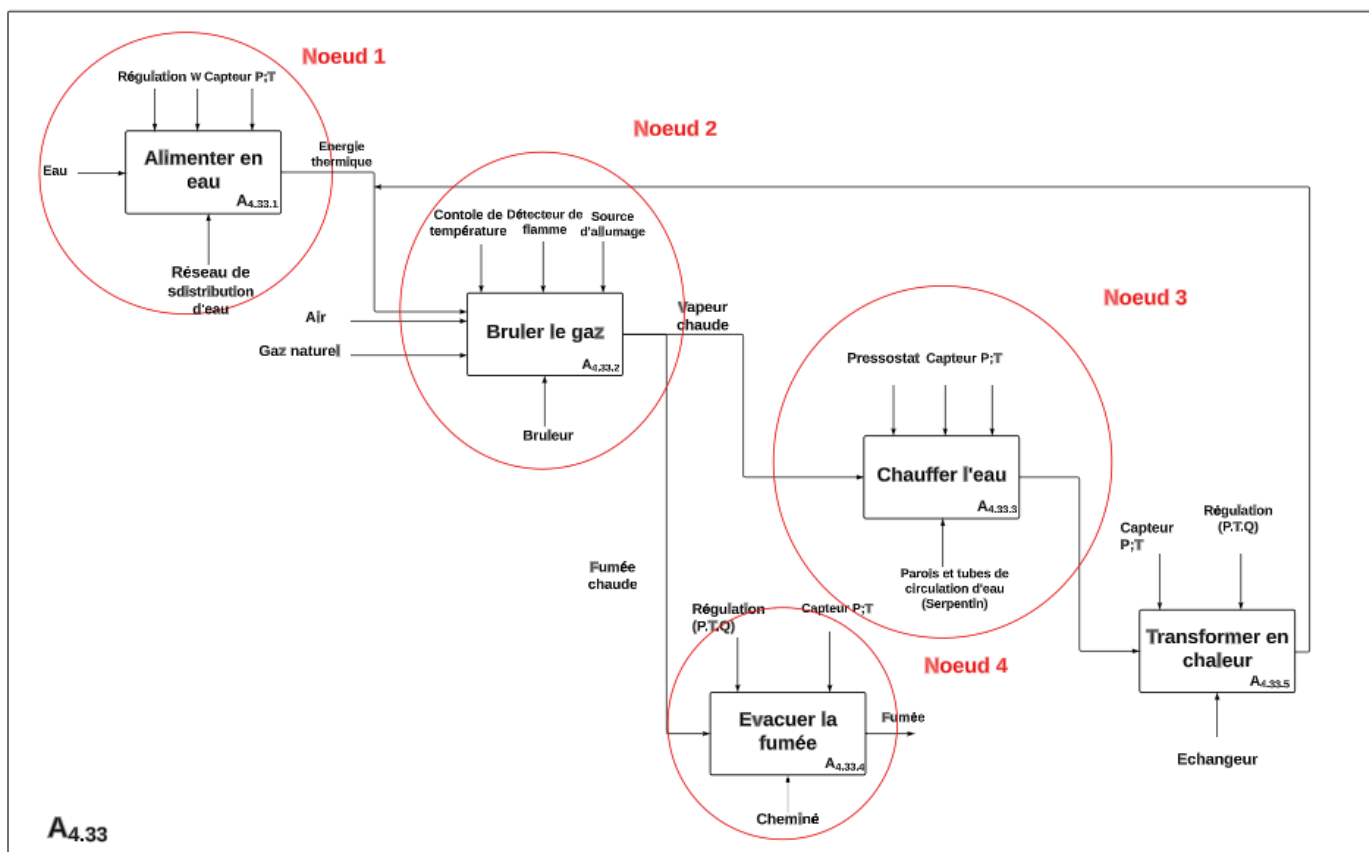 Noeud 1
Régulation W Capteur P;T
Eau
Alimenter en
eau
A4.33.1
Energie
thermique
Réseau de
sdistribution
d'eau
Noeud 2
Contole de
température
Détecteur de
flamme
Source
d'allumage
Air
Gaz naturel
Bruler le gaz
A4.33.2
Bruleur
Vapeur
chaude
Noeud 3
Pressostat Capteur P;T
Chauffer l'eau
A4.33.3
Parois et tubes de
circulation d'eau
(Serpentin)
Capteur
P;T
Régulation
(P.T.Q)
Transformer en
chaleur
A4.33.5
Echangeur
Fumée
chaude
Régulation
(P.T.Q)
Capteur P;T
Noeud 4
Evacuer la
fumée
A4.33.4
Fumée
Cheminé
A4.33